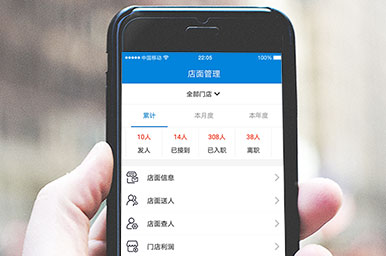 中国移动 22:05 100%
店面管理
全部门店
累计 本月度 本年度
10人 14人 308人 38人
发人 已接到 已入职 离职
店面信息
店面送人
店面查人
门店利润